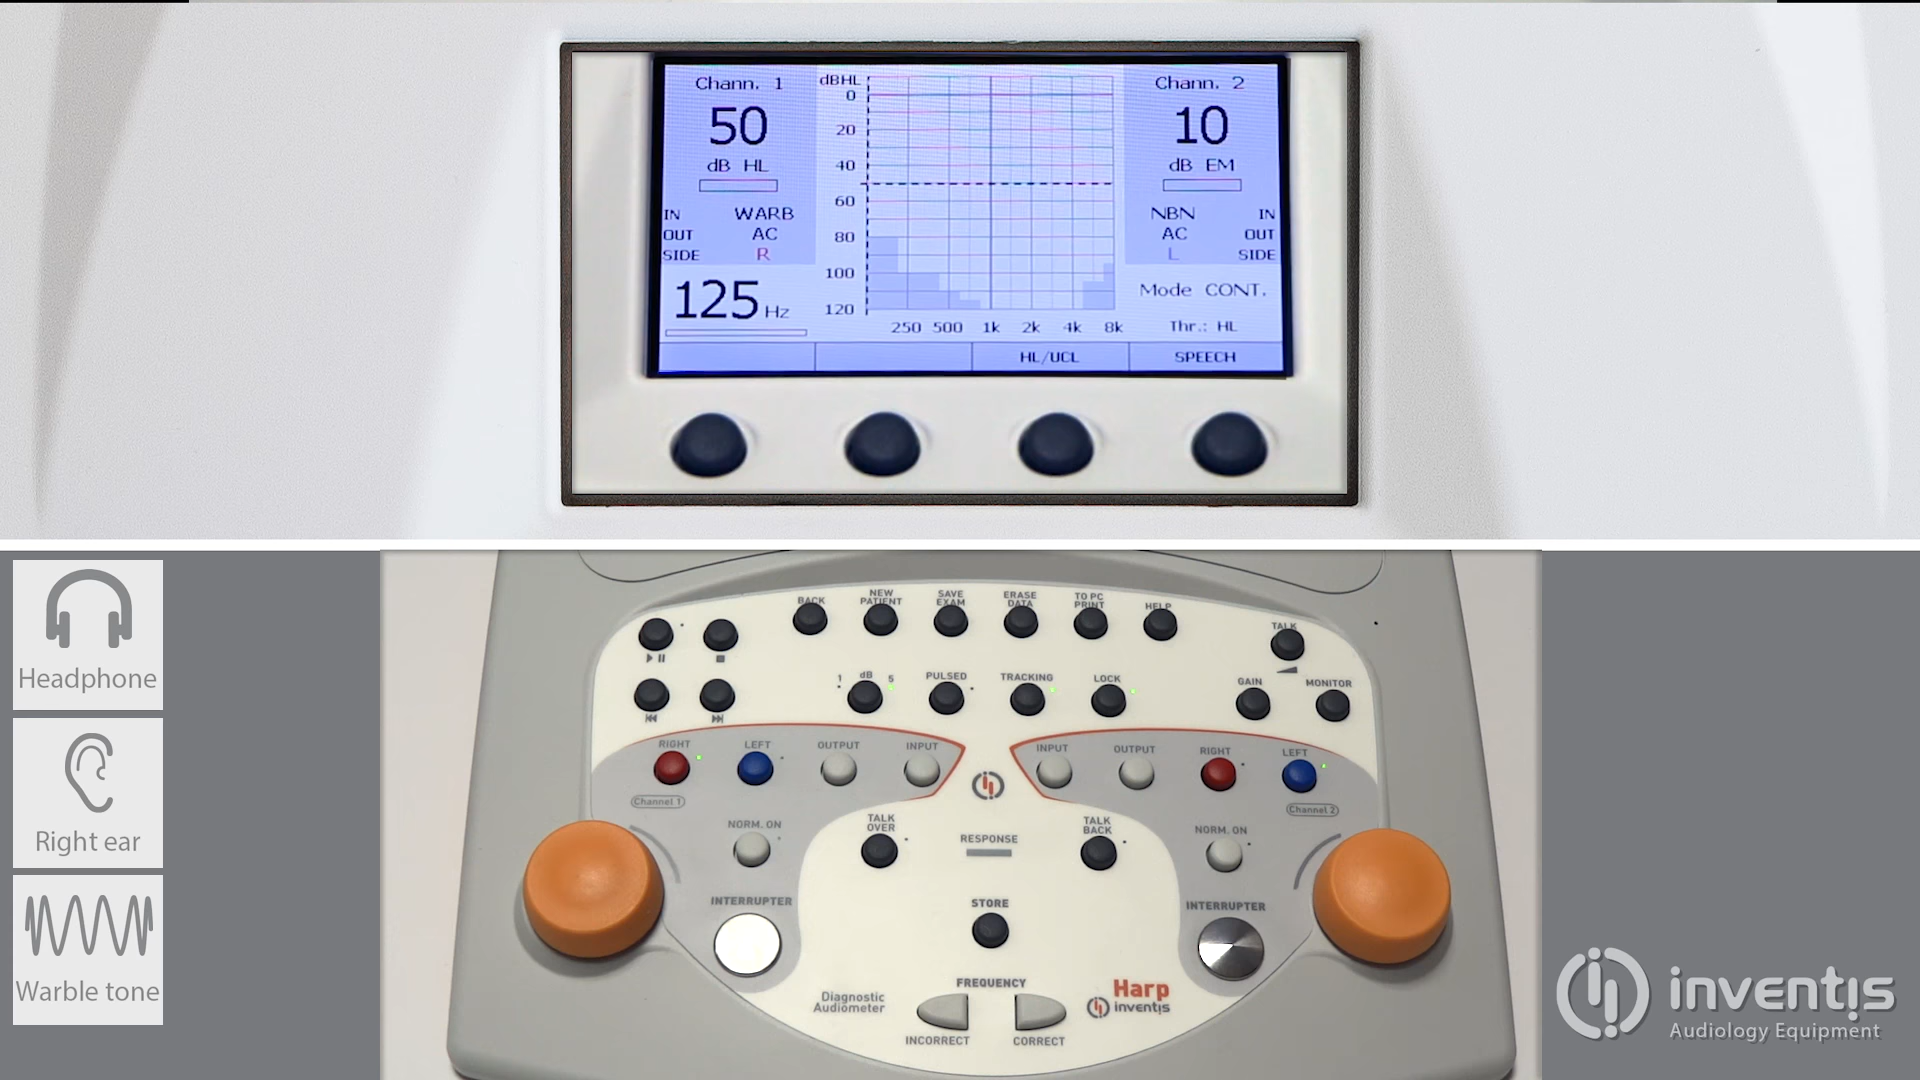 Chann. 1
50
dB HL
IN WARB
OUT AC
SIDE R
125 Hz
dBHL
0
20
40
60
80
100
120
250 500 1k 2k 4k 8k
Chann. 2
10
dB EM
NBN IN
AC OUT
L SIDE
Mode CONT.
Thr.: HL
HL/UCL SPEECH
Headphone
Right ear
Warble tone
BACK
NEW
PATIENT
SAVE
EXAM
ERASE
DATA
TO PC
PRINT
HELP
TALK
1 dB 5
PULSED
TRACKING
LOCK
GAIN
MONITOR
RIGHT LEFT OUTPUT INPUT
Channel 1
INPUT OUTPUT RIGHT LEFT
Channel 2
NORM. ON
TALK
OVER
RESPONSE
TALK
BACK
NORM. ON
INTERRUPTER
STORE
INTERRUPTER
FREQUENCY
INCORRECT CORRECT
Diagnostic
Audiometer
Harp
inventis
inventis
Audiology Equipment